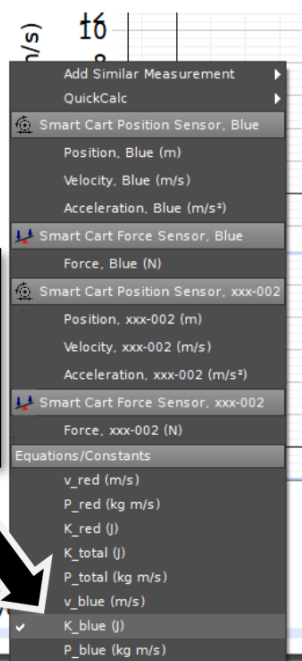 /s)
10
Add Similar Measurement
QuickCalc
Smart Cart Position Sensor, Blue
Position, Blue (m)
Velocity, Blue (m/s)
Acceleration, Blue (m/s²)
Smart Cart Force Sensor, Blue
Force, Blue (N)
Smart Cart Position Sensor, xxx-002
Position, xxx-002 (m)
Velocity, xxx-002 (m/s)
Acceleration, xxx-002 (m/s²)
Smart Cart Force Sensor, xxx-002
Force, xxx-002 (N)
Equations/Constants
v_red (m/s)
P_red (kg m/s)
K_red (J)
K_total (J)
P_total (kg m/s)
v_blue (m/s)
K_blue (J)
P_blue (kg m/s)